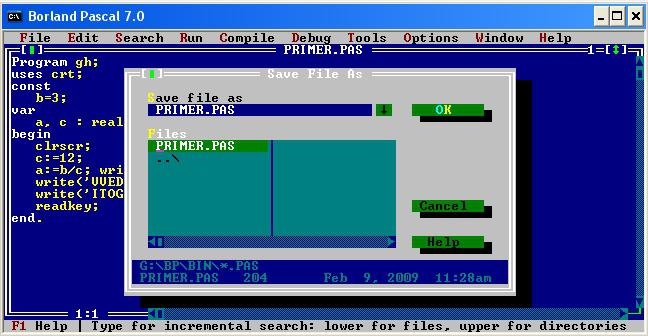 Borland Pascal 7.0
File Edit Search Run Compile Debug Tools Options Window Help
PRIMER.PAS 1
Program gh;
uses crt;
const
b=3;
var
a, c : real
begin
clrscr;
c:=12;
a:=b/c; wri
write('VVED
write('ITOG
readkey;
end.
Save File As
Save file as
PRIMER.PAS
OK
Files
PRIMER.PAS
..\
Cancel
Help
G:\BP\BIN\*.PAS
PRIMER.PAS 204 Feb 9, 2009 11:28am
1:1
F1 Help | Type for incremental search: lower for files, upper for directories